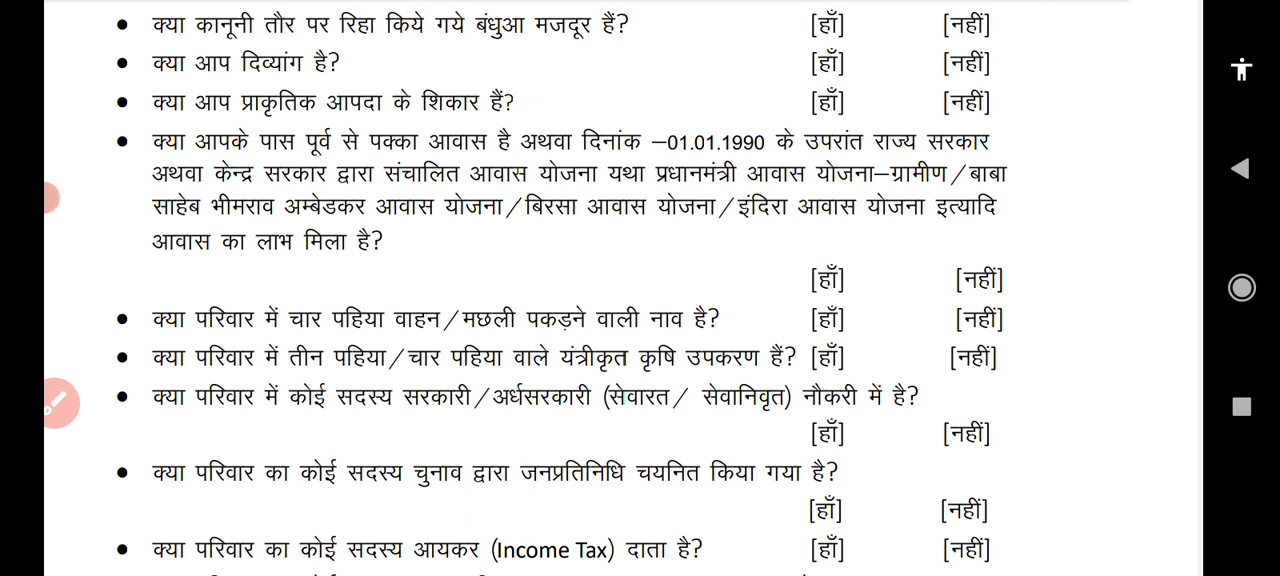 • क्या कानूनी तौर पर रिहा किये गये बंधुआ मजदूर हैं? [हाँ] [नहीं]
• क्या आप दिव्यांग है? [हाँ] [नहीं]
• क्या आप प्राकृतिक आपदा के शिकार हैं? [हाँ] [नहीं]
• क्या आपके पास पूर्व से पक्का आवास है अथवा दिनांक –01.01.1990 के उपरांत राज्य सरकार
अथवा केन्द्र सरकार द्वारा संचालित आवास योजना यथा प्रधानमंत्री आवास योजना–ग्रामीण/बाबा
साहेब भीमराव अम्बेडकर आवास योजना/बिरसा आवास योजना/इंदिरा आवास योजना इत्यादि
आवास का लाभ मिला है?
[हाँ] [नहीं]
• क्या परिवार में चार पहिया वाहन/मछली पकड़ने वाली नाव है? [हाँ] [नहीं]
• क्या परिवार में तीन पहिया/चार पहिया वाले यंत्रीकृत कृषि उपकरण हैं? [हाँ] [नहीं]
• क्या परिवार में कोई सदस्य सरकारी/अर्धसरकारी (सेवारत/ सेवानिवृत) नौकरी में है?
[हाँ] [नहीं]
• क्या परिवार का कोई सदस्य चुनाव द्वारा जनप्रतिनिधि चयनित किया गया है?
[हाँ] [नहीं]
• क्या परिवार का कोई सदस्य आयकर (Income Tax) दाता है? [हाँ] [नहीं]